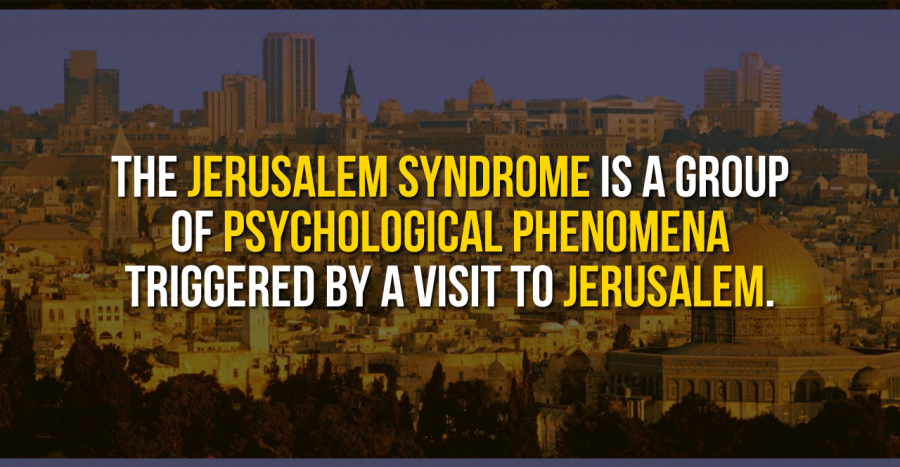 THE JERUSALEM SYNDROME IS A GROUP
OF PSYCHOLOGICAL PHENOMENA
TRIGGERED BY A VISIT TO JERUSALEM.